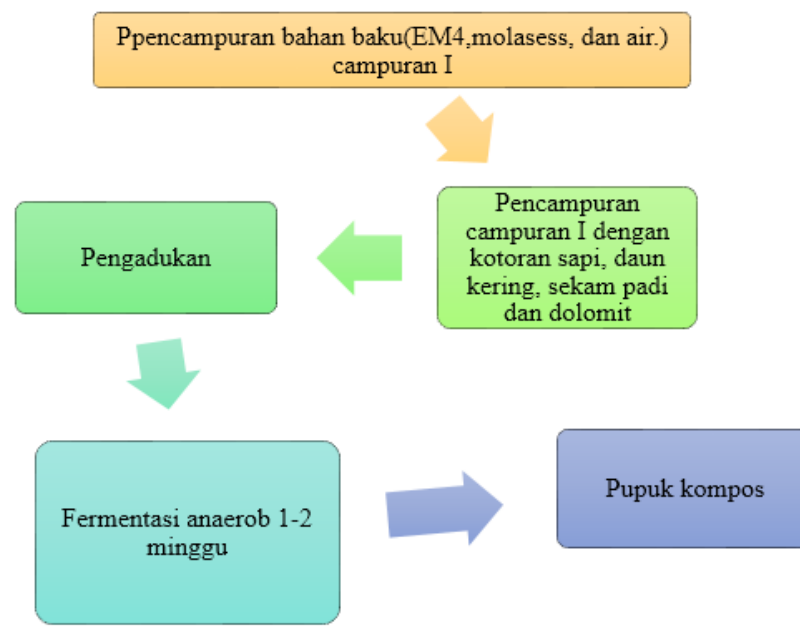 Ppencampuran bahan baku(EM4,molasess, dan air.)
campuran I
Pencampuran
campuran I dengan
kotoran sapi, daun
kering, sekam padi
dan dolomit
Pengadukan
Fermentasi anaerob 1-2
minggu
Pupuk kompos